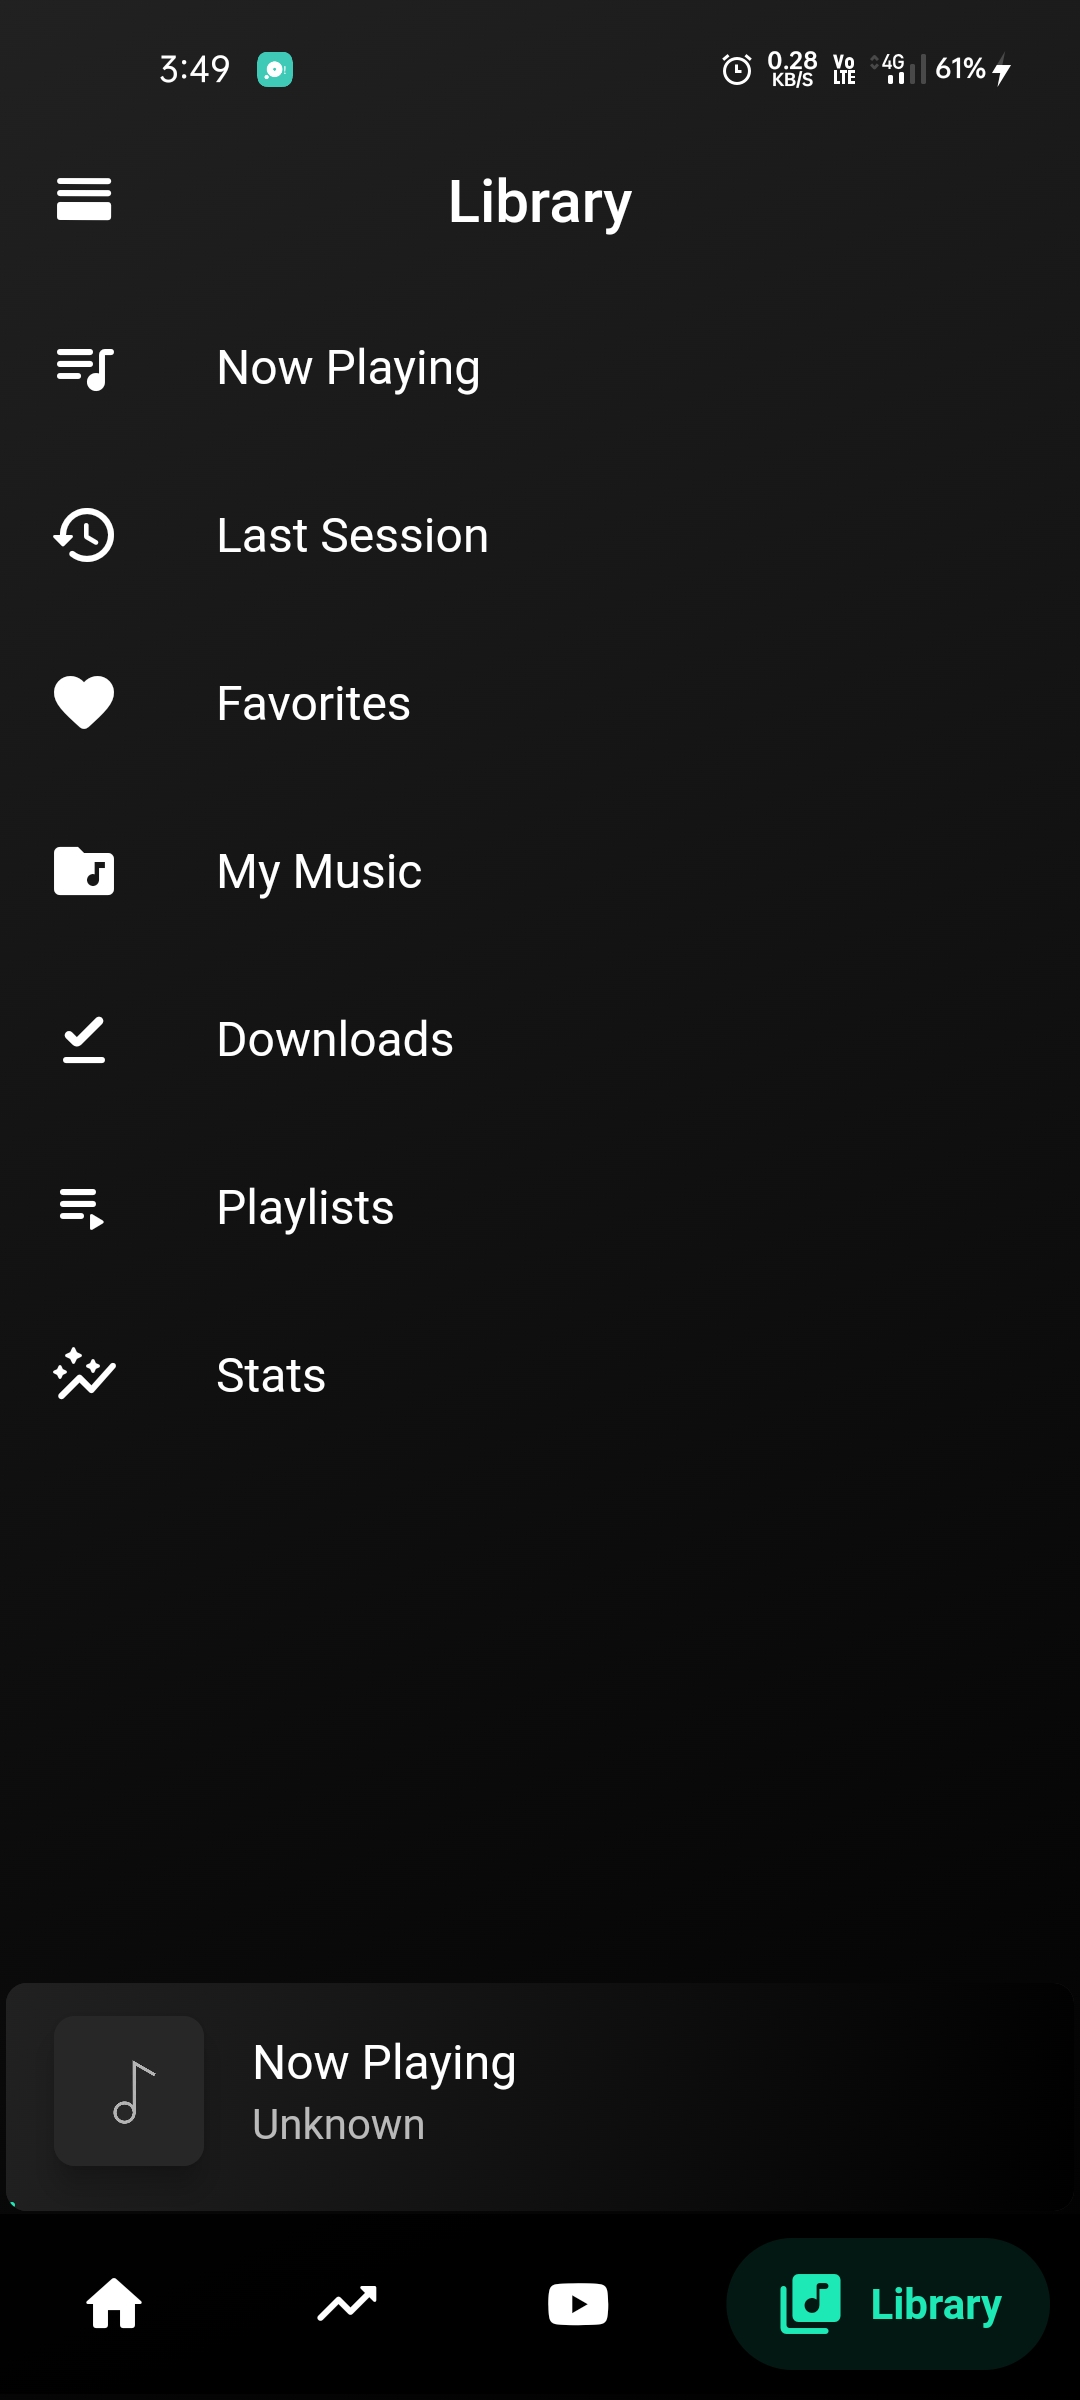 3:49 0.28 KB/S Vo LTE 4G 61%
Library
Now Playing
Last Session
Favorites
My Music
Downloads
Playlists
Stats
Now Playing
Unknown
Library